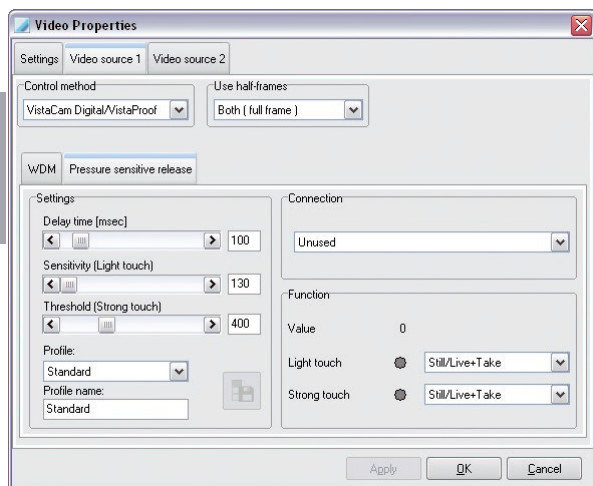 Video Properties
Settings
Video source 1
Video source 2
Control method
VistaCam Digital/VistaProof
Use half-frames
Both ( full frame )
WDM
Pressure sensitive release
Settings
Delay time [msec]
100
Sensitivity (Light touch)
130
Threshold (Strong touch)
400
Profile:
Standard
Profile name:
Standard
Connection
Unused
Function
Value 0
Light touch Still/Live+Take
Strong touch Still/Live+Take
Apply
OK
Cancel